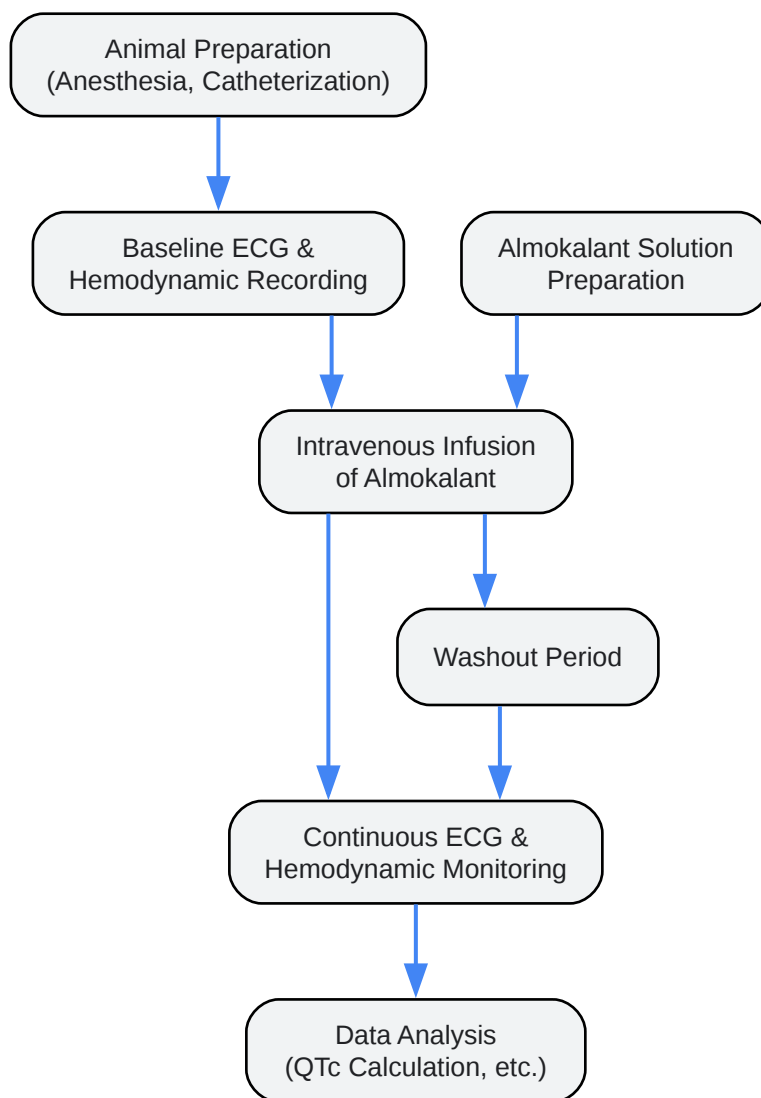 Animal Preparation
(Anesthesia, Catheterization)
Baseline ECG &
Hemodynamic Recording
Almokalant Solution
Preparation
Intravenous Infusion
of Almokalant
Washout Period
Continuous ECG &
Hemodynamic Monitoring
Data Analysis
(QTc Calculation, etc.)